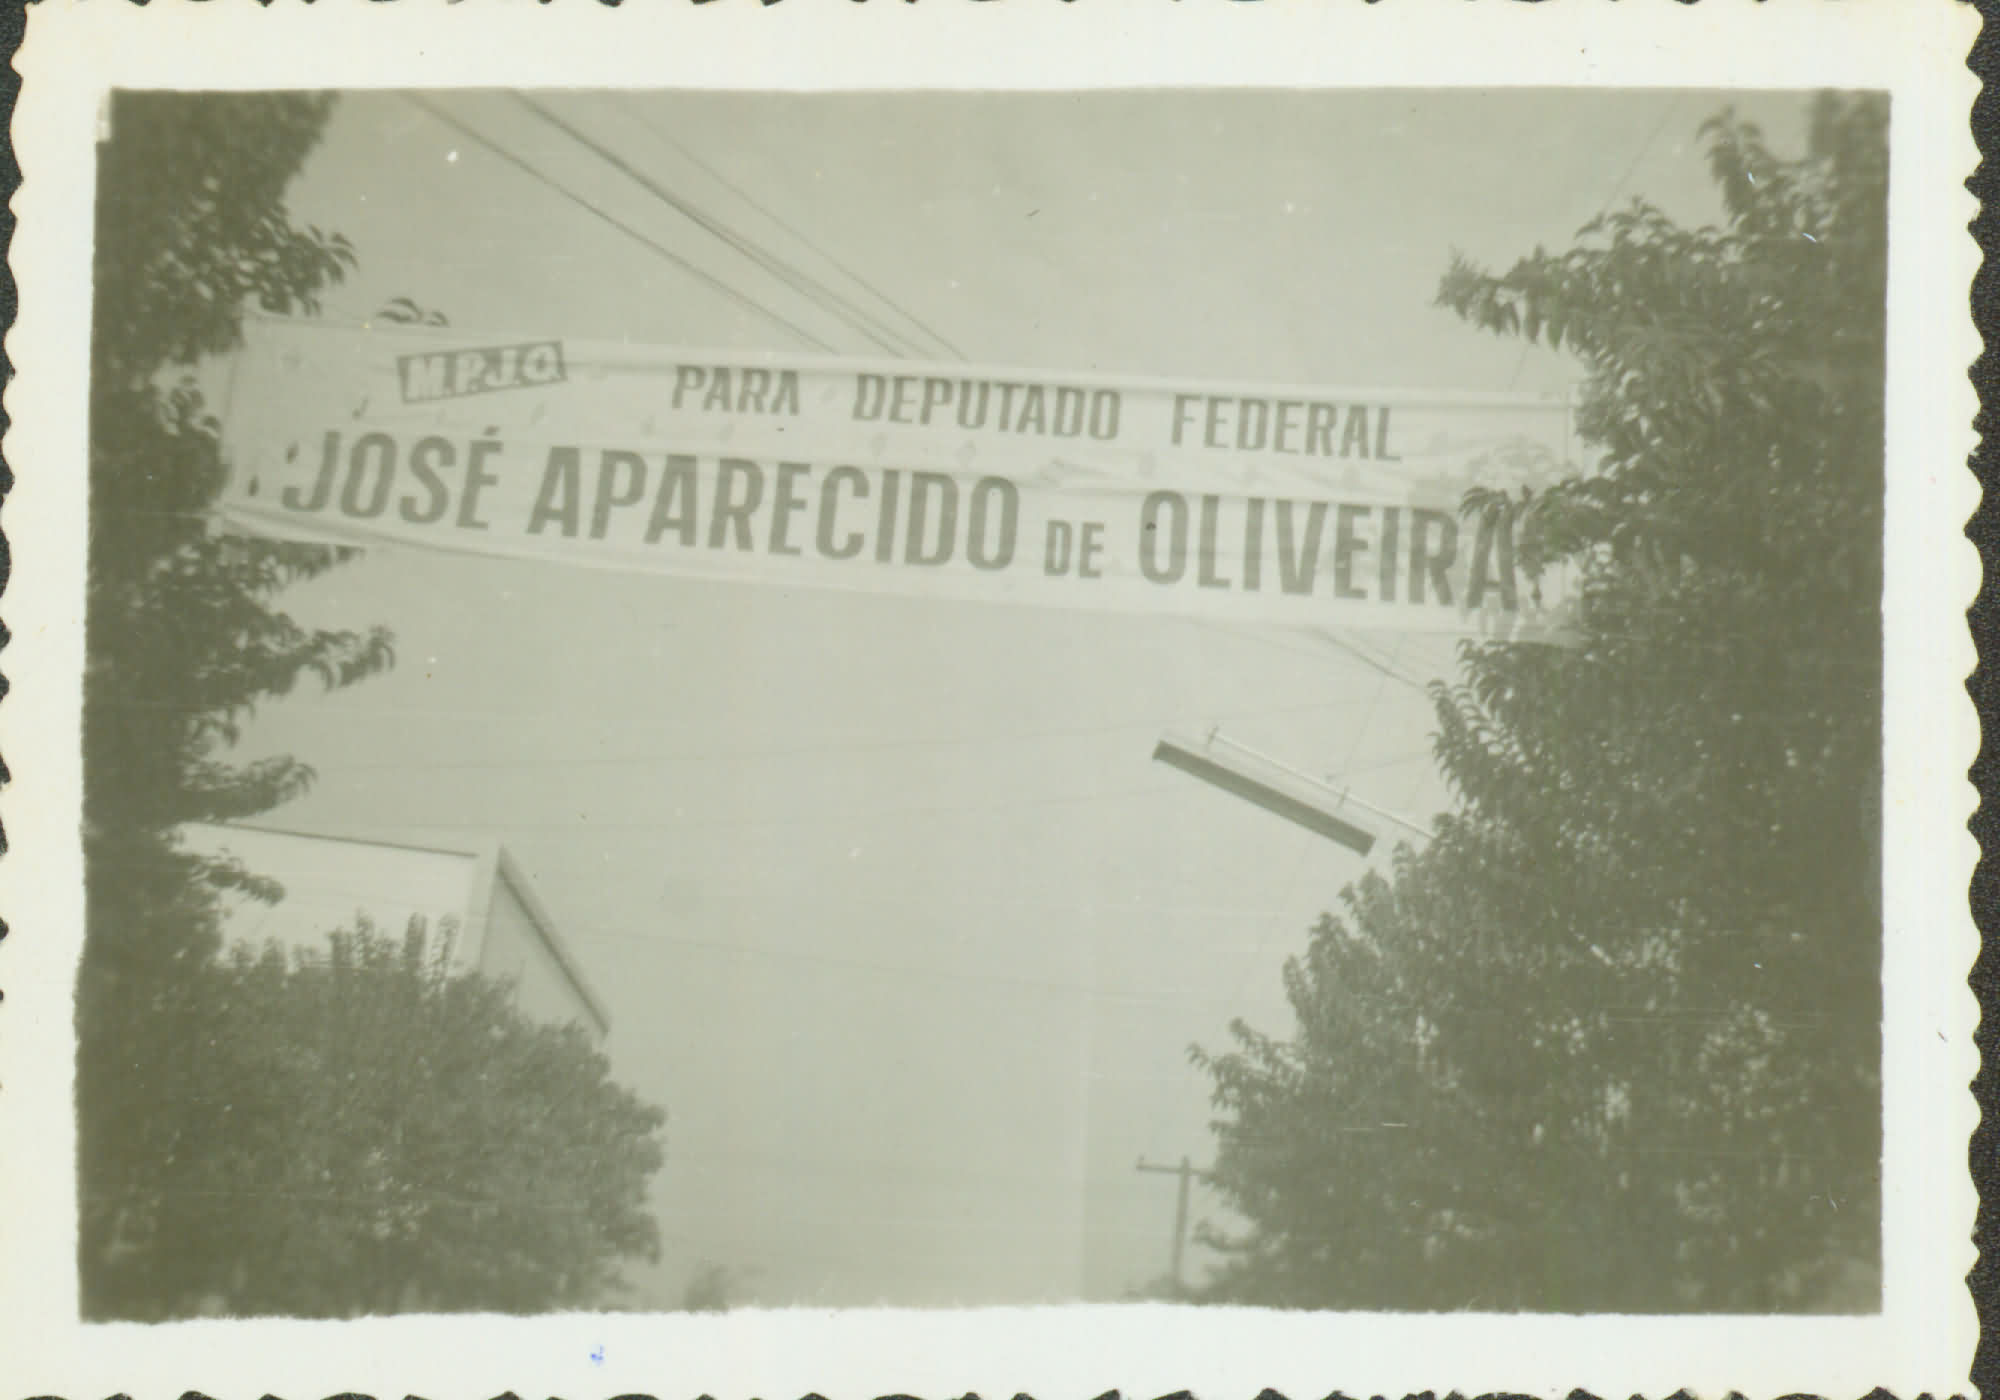 M.P.J.Q. PARA DEPUTADO FEDERAL
JOSÉ APARECIDO DE OLIVEIRA